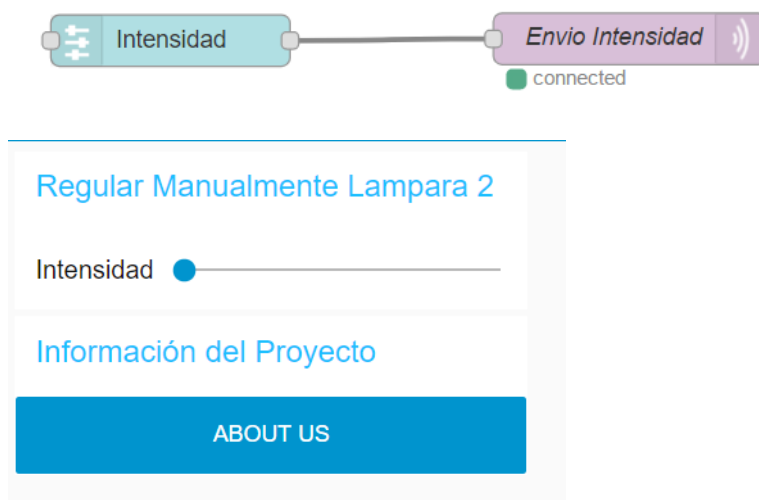 Intensidad
Envio Intensidad
connected
Regular Manualmente Lampara 2
Intensidad
Información del Proyecto
ABOUT US